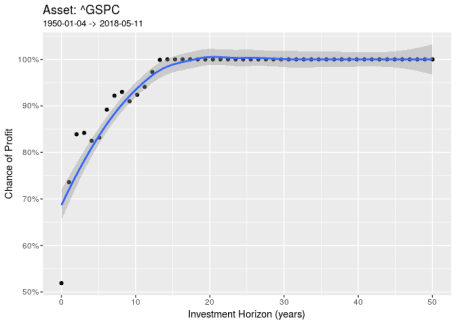 Asset: ^GSPC
1950-01-04 -> 2018-05-11
100%
90%
80%
70%
60%
50%
Chance of Profit
0 10 20 30 40 50
Investment Horizon (years)